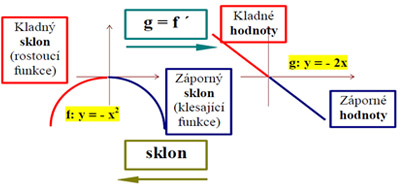 Kladný
sklon
(rostoucí
funkce)
g = f ´
Kladné
hodnoty
f: y = - x²
Záporný
sklon
(klesající
funkce)
g: y = - 2x
Záporné
hodnoty
sklon